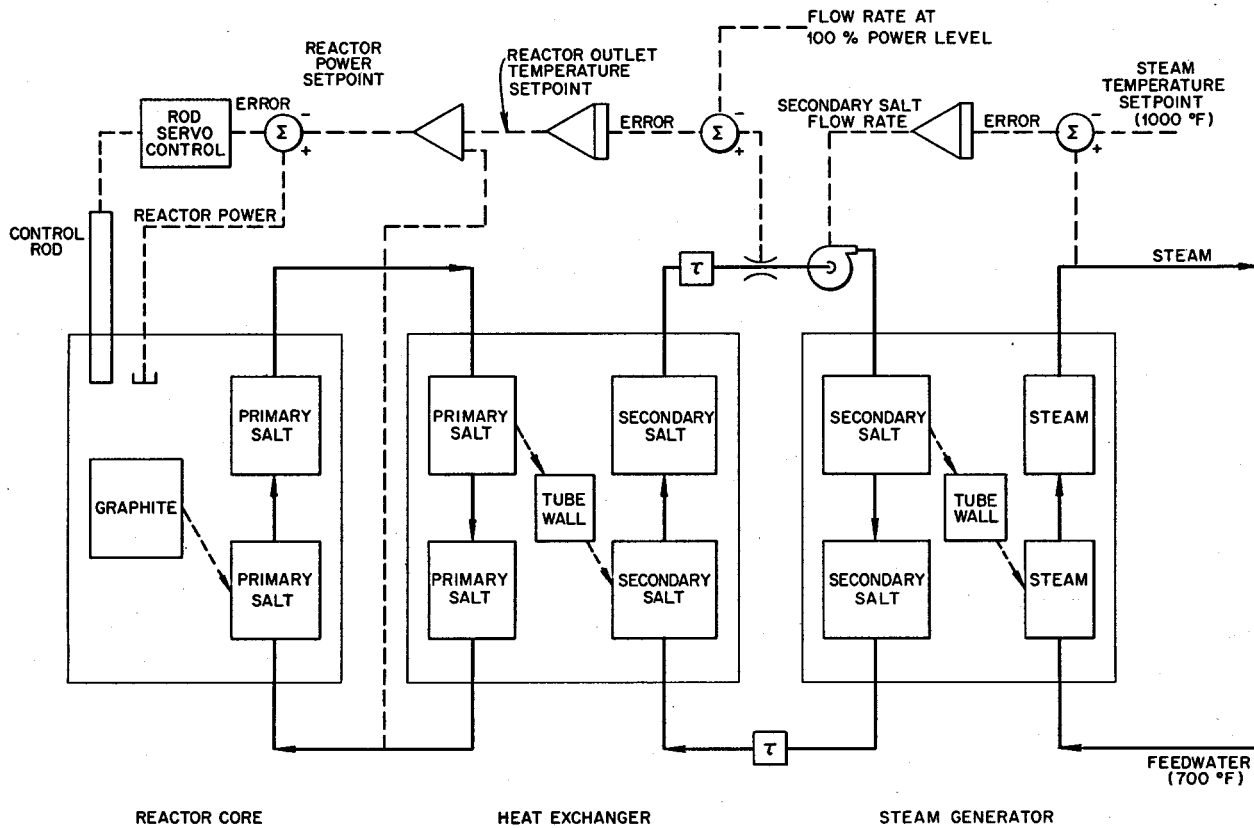 FLOW RATE AT
100 % POWER LEVEL
REACTOR
POWER
SETPOINT
REACTOR OUTLET
TEMPERATURE
SETPOINT
STEAM
TEMPERATURE
SETPOINT
(1000 °F)
SECONDARY SALT
FLOW RATE
ROD
SERVO
CONTROL
ERROR
Σ
-
+
ERROR
Σ
-
+
ERROR
Σ
-
+
CONTROL
ROD
REACTOR POWER
τ
STEAM
PRIMARY
SALT
PRIMARY
SALT
SECONDARY
SALT
SECONDARY
SALT
STEAM
GRAPHITE
TUBE
WALL
TUBE
WALL
PRIMARY
SALT
PRIMARY
SALT
SECONDARY
SALT
SECONDARY
SALT
STEAM
τ
FEEDWATER
(700 °F)
REACTOR CORE
HEAT EXCHANGER
STEAM GENERATOR